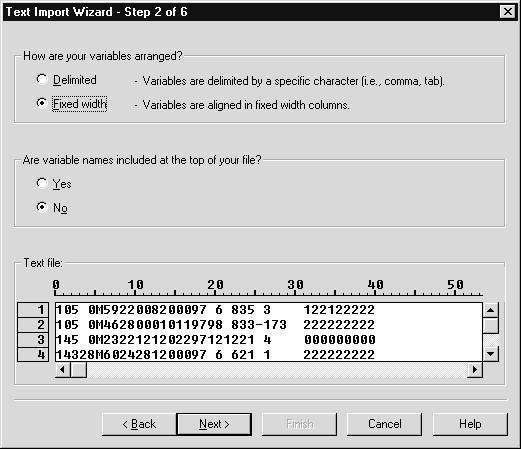 Text Import Wizard - Step 2 of 6
How are your variables arranged?
Delimited - Variables are delimited by a specific character (i.e., comma, tab).
Fixed width - Variables are aligned in fixed width columns.
Are variable names included at the top of your file?
Yes
No
Text file:
0 10 20 30 40 50
1 105 0M5922008200097 6 835 3    122122222
2 105 0M462800010119798 833-173  222222222
3 145 0M2322121202297121221 4    000000000
4 14328M6024281200097 6 621 1    222222222
< Back Next > Finish Cancel Help